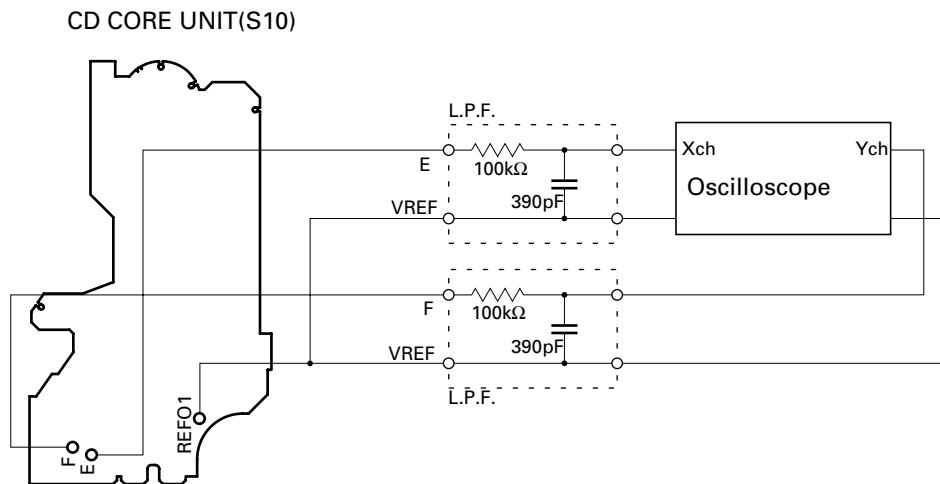 CD CORE UNIT(S10)
L.P.F.
E
100kΩ
390pF
VREF
Xch
Ych
Oscilloscope
F
100kΩ
390pF
VREF
L.P.F.
REFO1
F
E